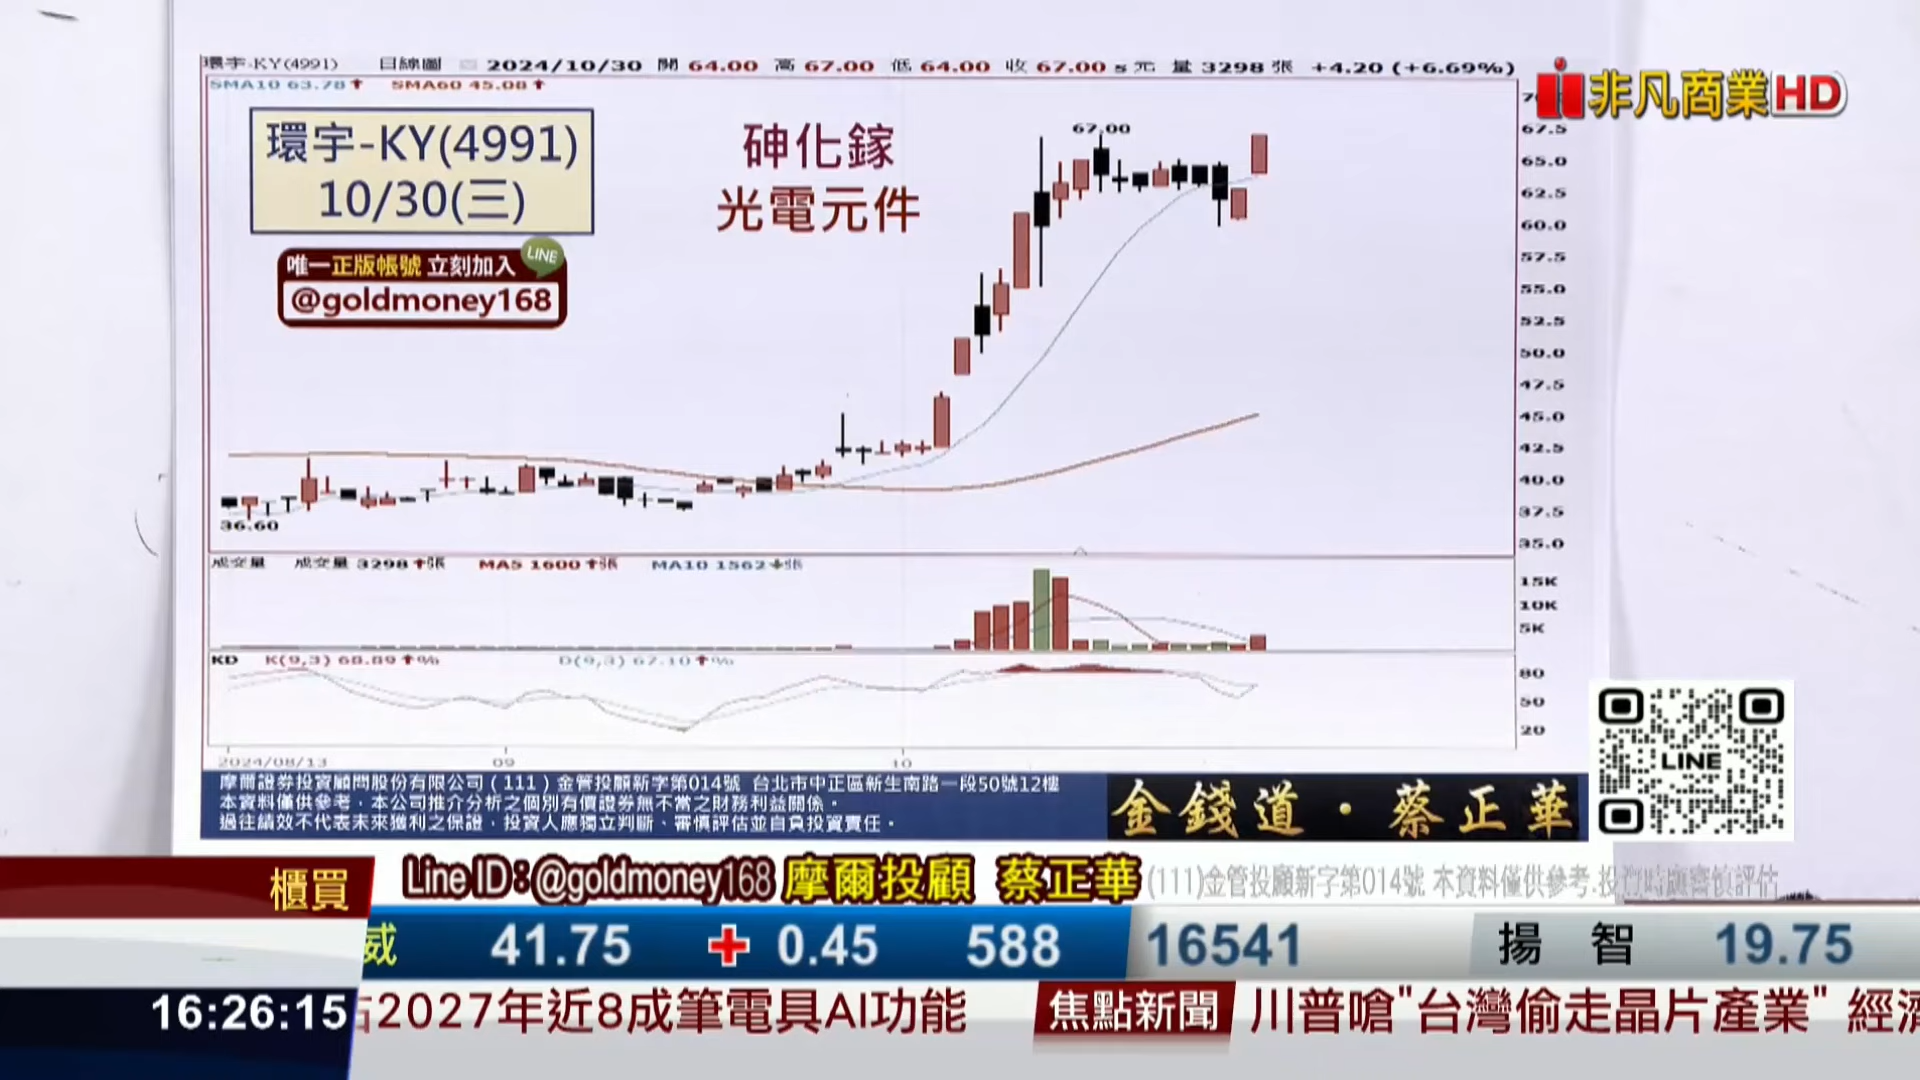 環宇-KY(4991) 日線圖 2024/10/30 開 64.00 高 67.00 低 64.00 收 67.00 s 元 量 3298 張 +4.20 (+6.69%)
SMA10 63.78↑ SMA60 45.08↑
非凡商業HD
環宇-KY(4991)
10/30(三)
砷化鎵
光電元件
唯一正版帳號 立刻加入
LINE
@goldmoney168
67.00
36.60
67.5
65.0
62.5
60.0
57.5
55.0
52.5
50.0
47.5
45.0
42.5
40.0
37.5
35.0
成交量 成交量 3298↑張 MA5 1600↑張 MA10 1562↓張
15K
10K
5K
KD K(9,3) 68.89↑% D(9,3) 67.10↑%
80
50
20
2024/08/13 09 10
LINE
摩爾證券投資顧問股份有限公司(111)金管投顧新字第014號 台北市中正區新生南路一段50號12樓
本資料僅供參考，本公司推介分析之個別有價證券無不當之財務利益關係。
過往績效不代表未來獲利之保證，投資人應獨立判斷、審慎評估並自負投資責任。
金錢道·蔡正華
櫃買
Line ID:@goldmoney168 摩爾投顧 蔡正華 (111)金管投顧新字第014號 本資料僅供參考.投資時應審慎評估
威 41.75 + 0.45 588 16541 揚智 19.75
16:26:15 估2027年近8成筆電具AI功能 焦點新聞 川普嗆"台灣偷走晶片產業" 經濟